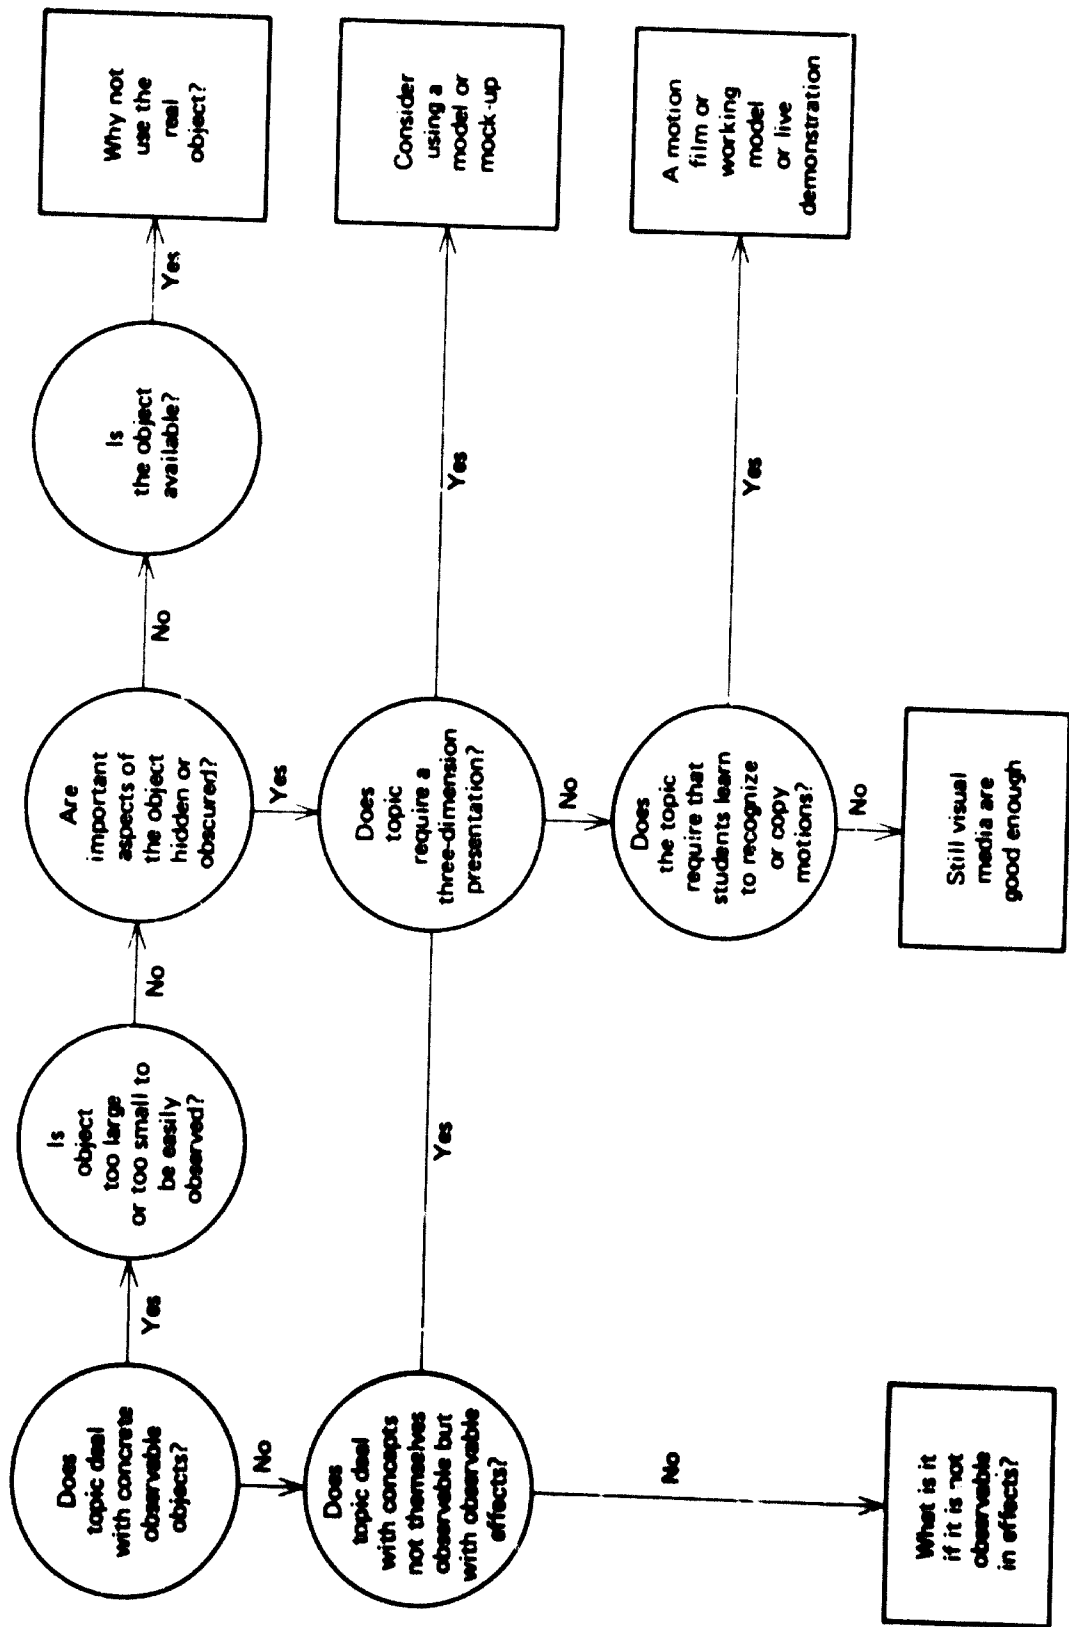 Does
topic deal
with concrete
observable
objects?
Yes
Is
object
too large
or too small to
be easily
observed?
No
Are
important
aspects of
the object
hidden or
obscured?
No
Is
the object
available?
Yes
Why not
use the
real
object?
No
Yes
Does
topic deal
with concepts
not themselves
observable but
with observable
effects?
Yes
Does
topic
require a
three-dimension
presentation?
Yes
Consider
using a
model or
mock-up
No
Does
the topic
require that
students learn
to recognize
or copy
motions?
Yes
A motion
film or
working
model
or live
demonstration
No
No
What is it
if it is not
observable
in effects?
Still visual
media are
good enough